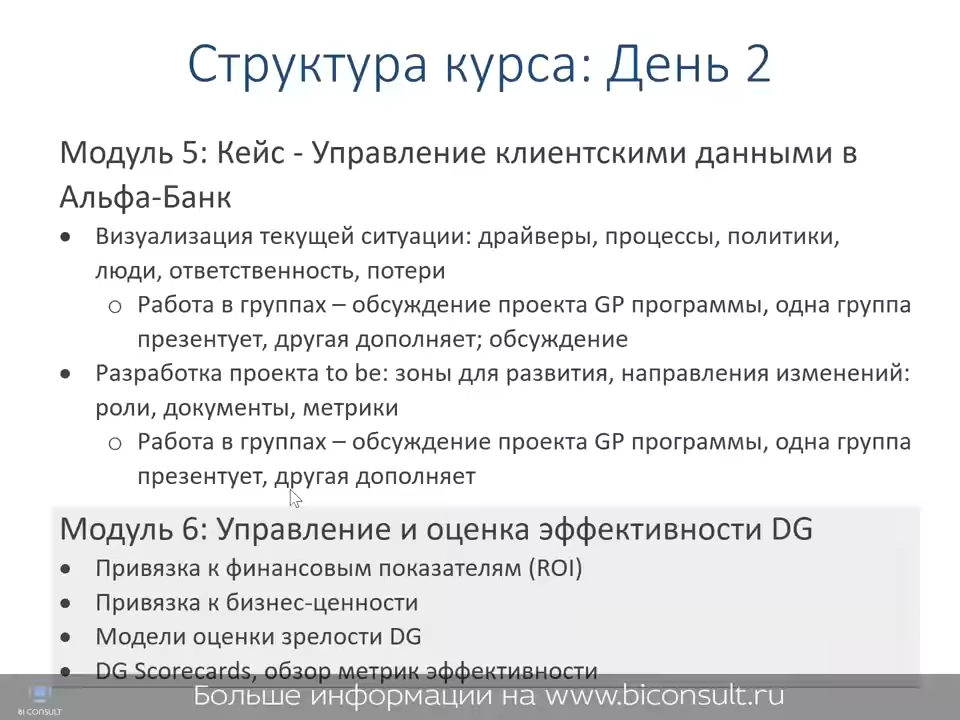 Структура курса: День 2
Модуль 5: Кейс - Управление клиентскими данными в
Альфа-Банк
• Визуализация текущей ситуации: драйверы, процессы, политики,
люди, ответственность, потери
o Работа в группах – обсуждение проекта GP программы, одна группа
презентует, другая дополняет; обсуждение
• Разработка проекта to be: зоны для развития, направления изменений:
роли, документы, метрики
o Работа в группах – обсуждение проекта GP программы, одна группа
презентует, другая дополняет
Модуль 6: Управление и оценка эффективности DG
• Привязка к финансовым показателям (ROI)
• Привязка к бизнес-ценности
• Модели оценки зрелости DG
• DG Scorecards, обзор метрик эффективности
Больше информации на www.biconsult.ru
BI CONSULT